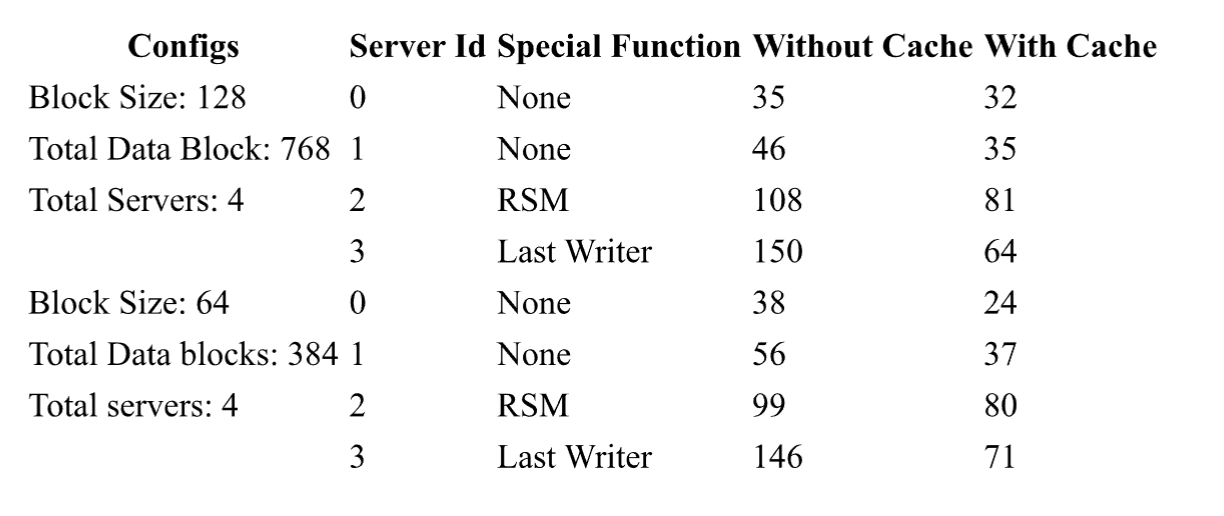 Configs Server Id Special Function Without Cache With Cache
Block Size: 128 0 None 35 32
Total Data Block: 768 1 None 46 35
Total Servers: 4 2 RSM 108 81
3 Last Writer 150 64
Block Size: 64 0 None 38 24
Total Data blocks: 384 1 None 56 37
Total servers: 4 2 RSM 99 80
3 Last Writer 146 71